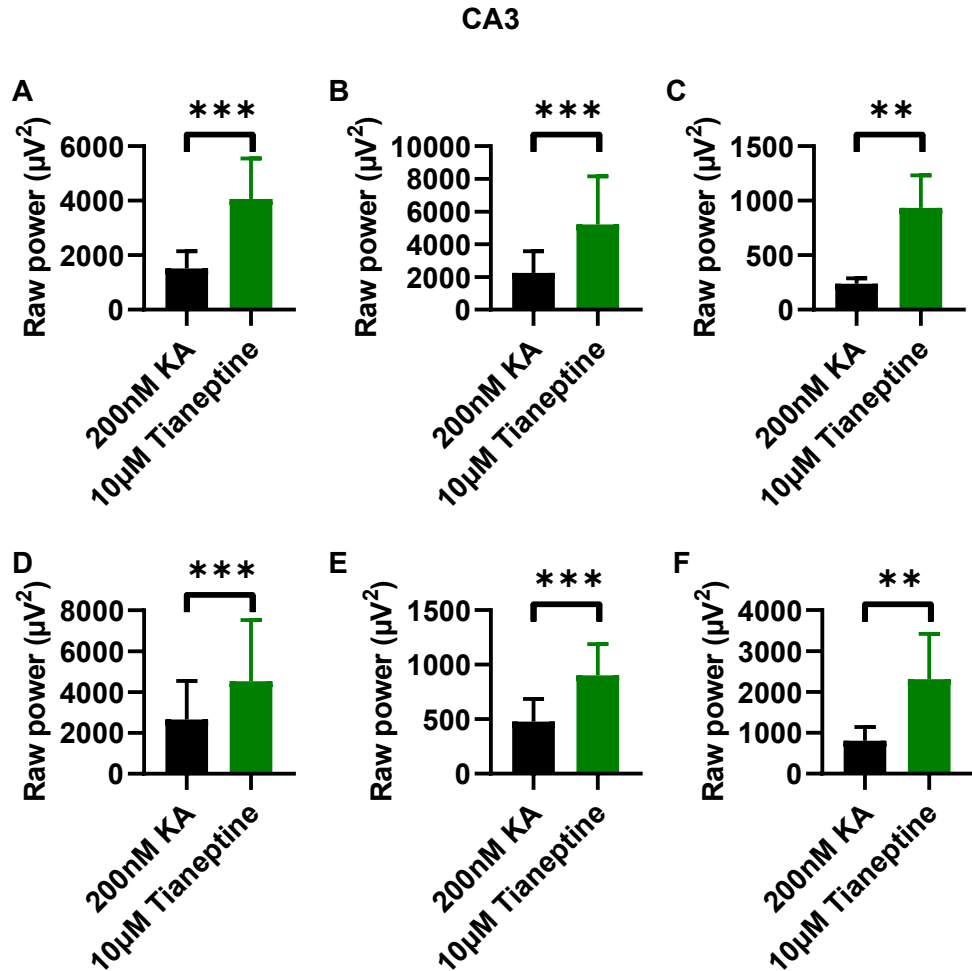 CA3
A
***
Raw power (µV²)
6000
4000
2000
0
200nM KA
10µM Tianeptine
B
***
Raw power (µV²)
10000
8000
6000
4000
2000
0
200nM KA
10µM Tianeptine
C
**
Raw power (µV²)
1500
1000
500
0
200nM KA
10µM Tianeptine
D
***
Raw power (µV²)
8000
6000
4000
2000
0
200nM KA
10µM Tianeptine
E
***
Raw power (µV²)
1500
1000
500
0
200nM KA
10µM Tianeptine
F
**
Raw power (µV²)
4000
3000
2000
1000
0
200nM KA
10µM Tianeptine